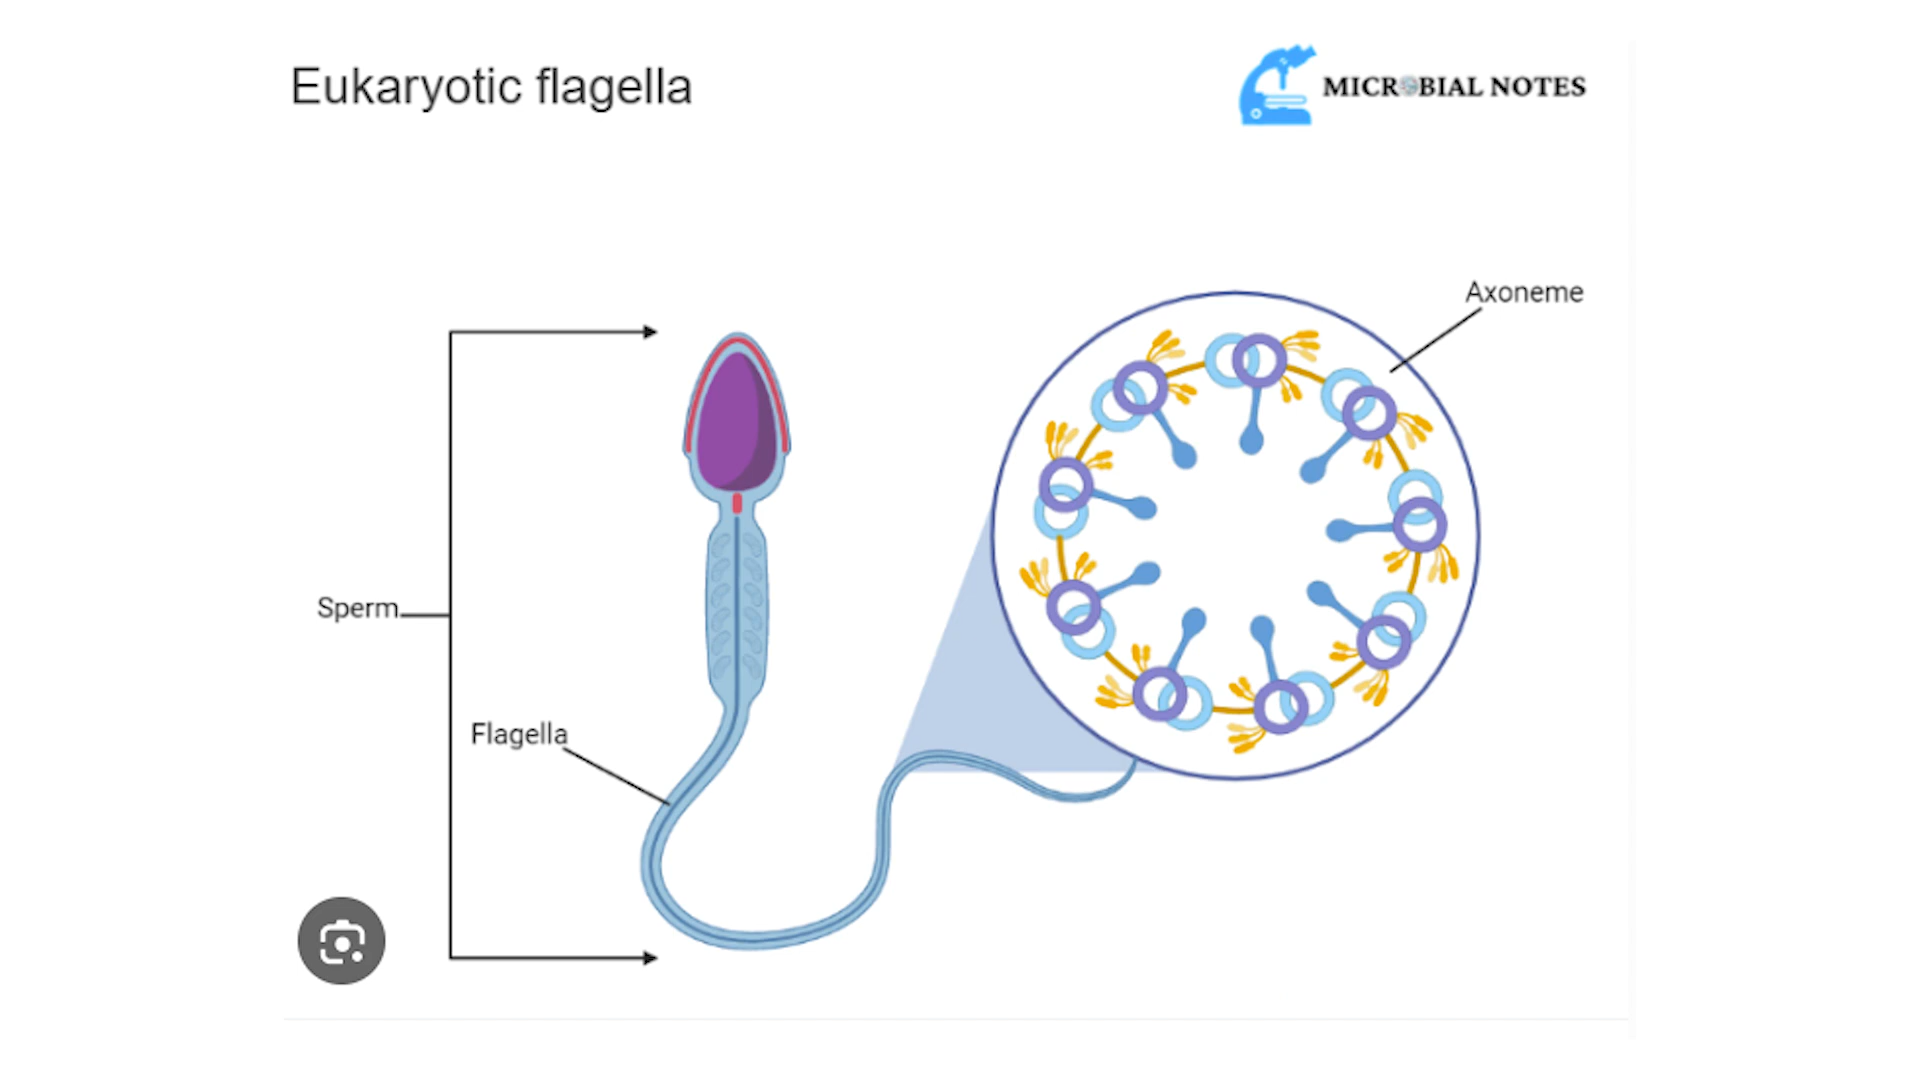 Eukaryotic flagella
MICROBIAL NOTES
Axoneme
Sperm
Flagella